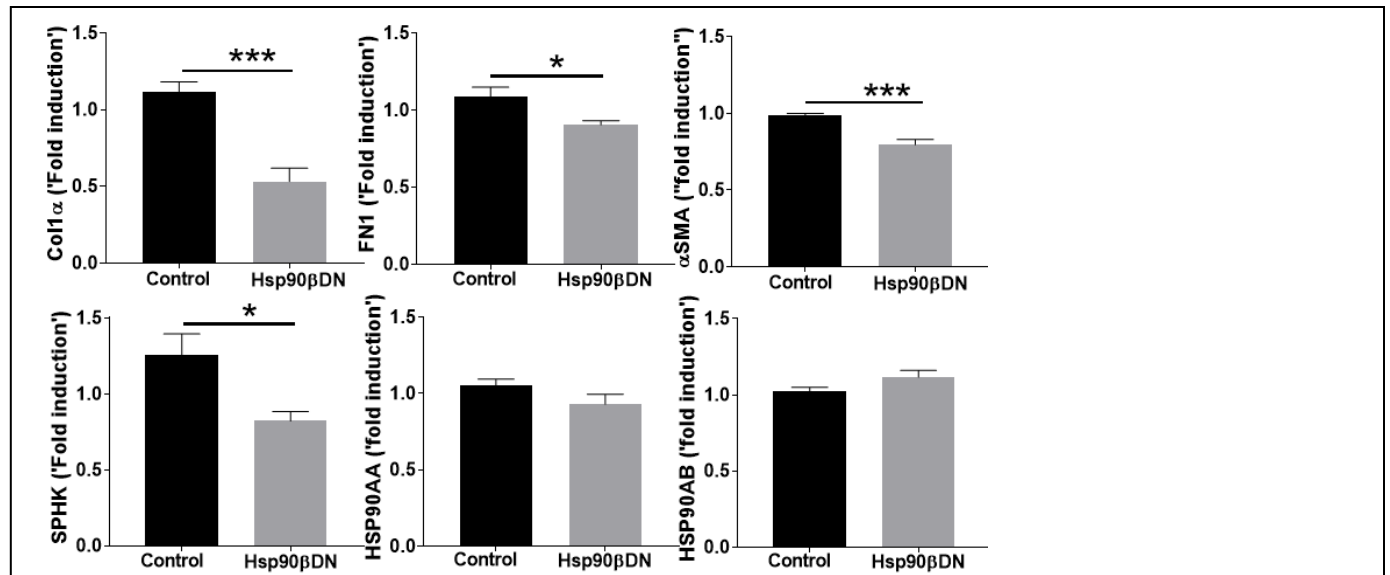 Col1α ('Fold induction')
1.5
1.0
0.5
0.0
***
Control Hsp90βDN
FN1 ('Fold induction')
1.5
1.0
0.5
0.0
*
Control Hsp90βDN
αSMA ("fold induction")
1.5
1.0
0.5
0.0
***
Control Hsp90βDN
SPHK ('Fold induction')
1.5
1.0
0.5
0.0
*
Control Hsp90βDN
HSP90AA ('fold induction')
1.5
1.0
0.5
0.0
Control Hsp90βDN
HSP90AB ('fold induction')
1.5
1.0
0.5
0.0
Control Hsp90βDN